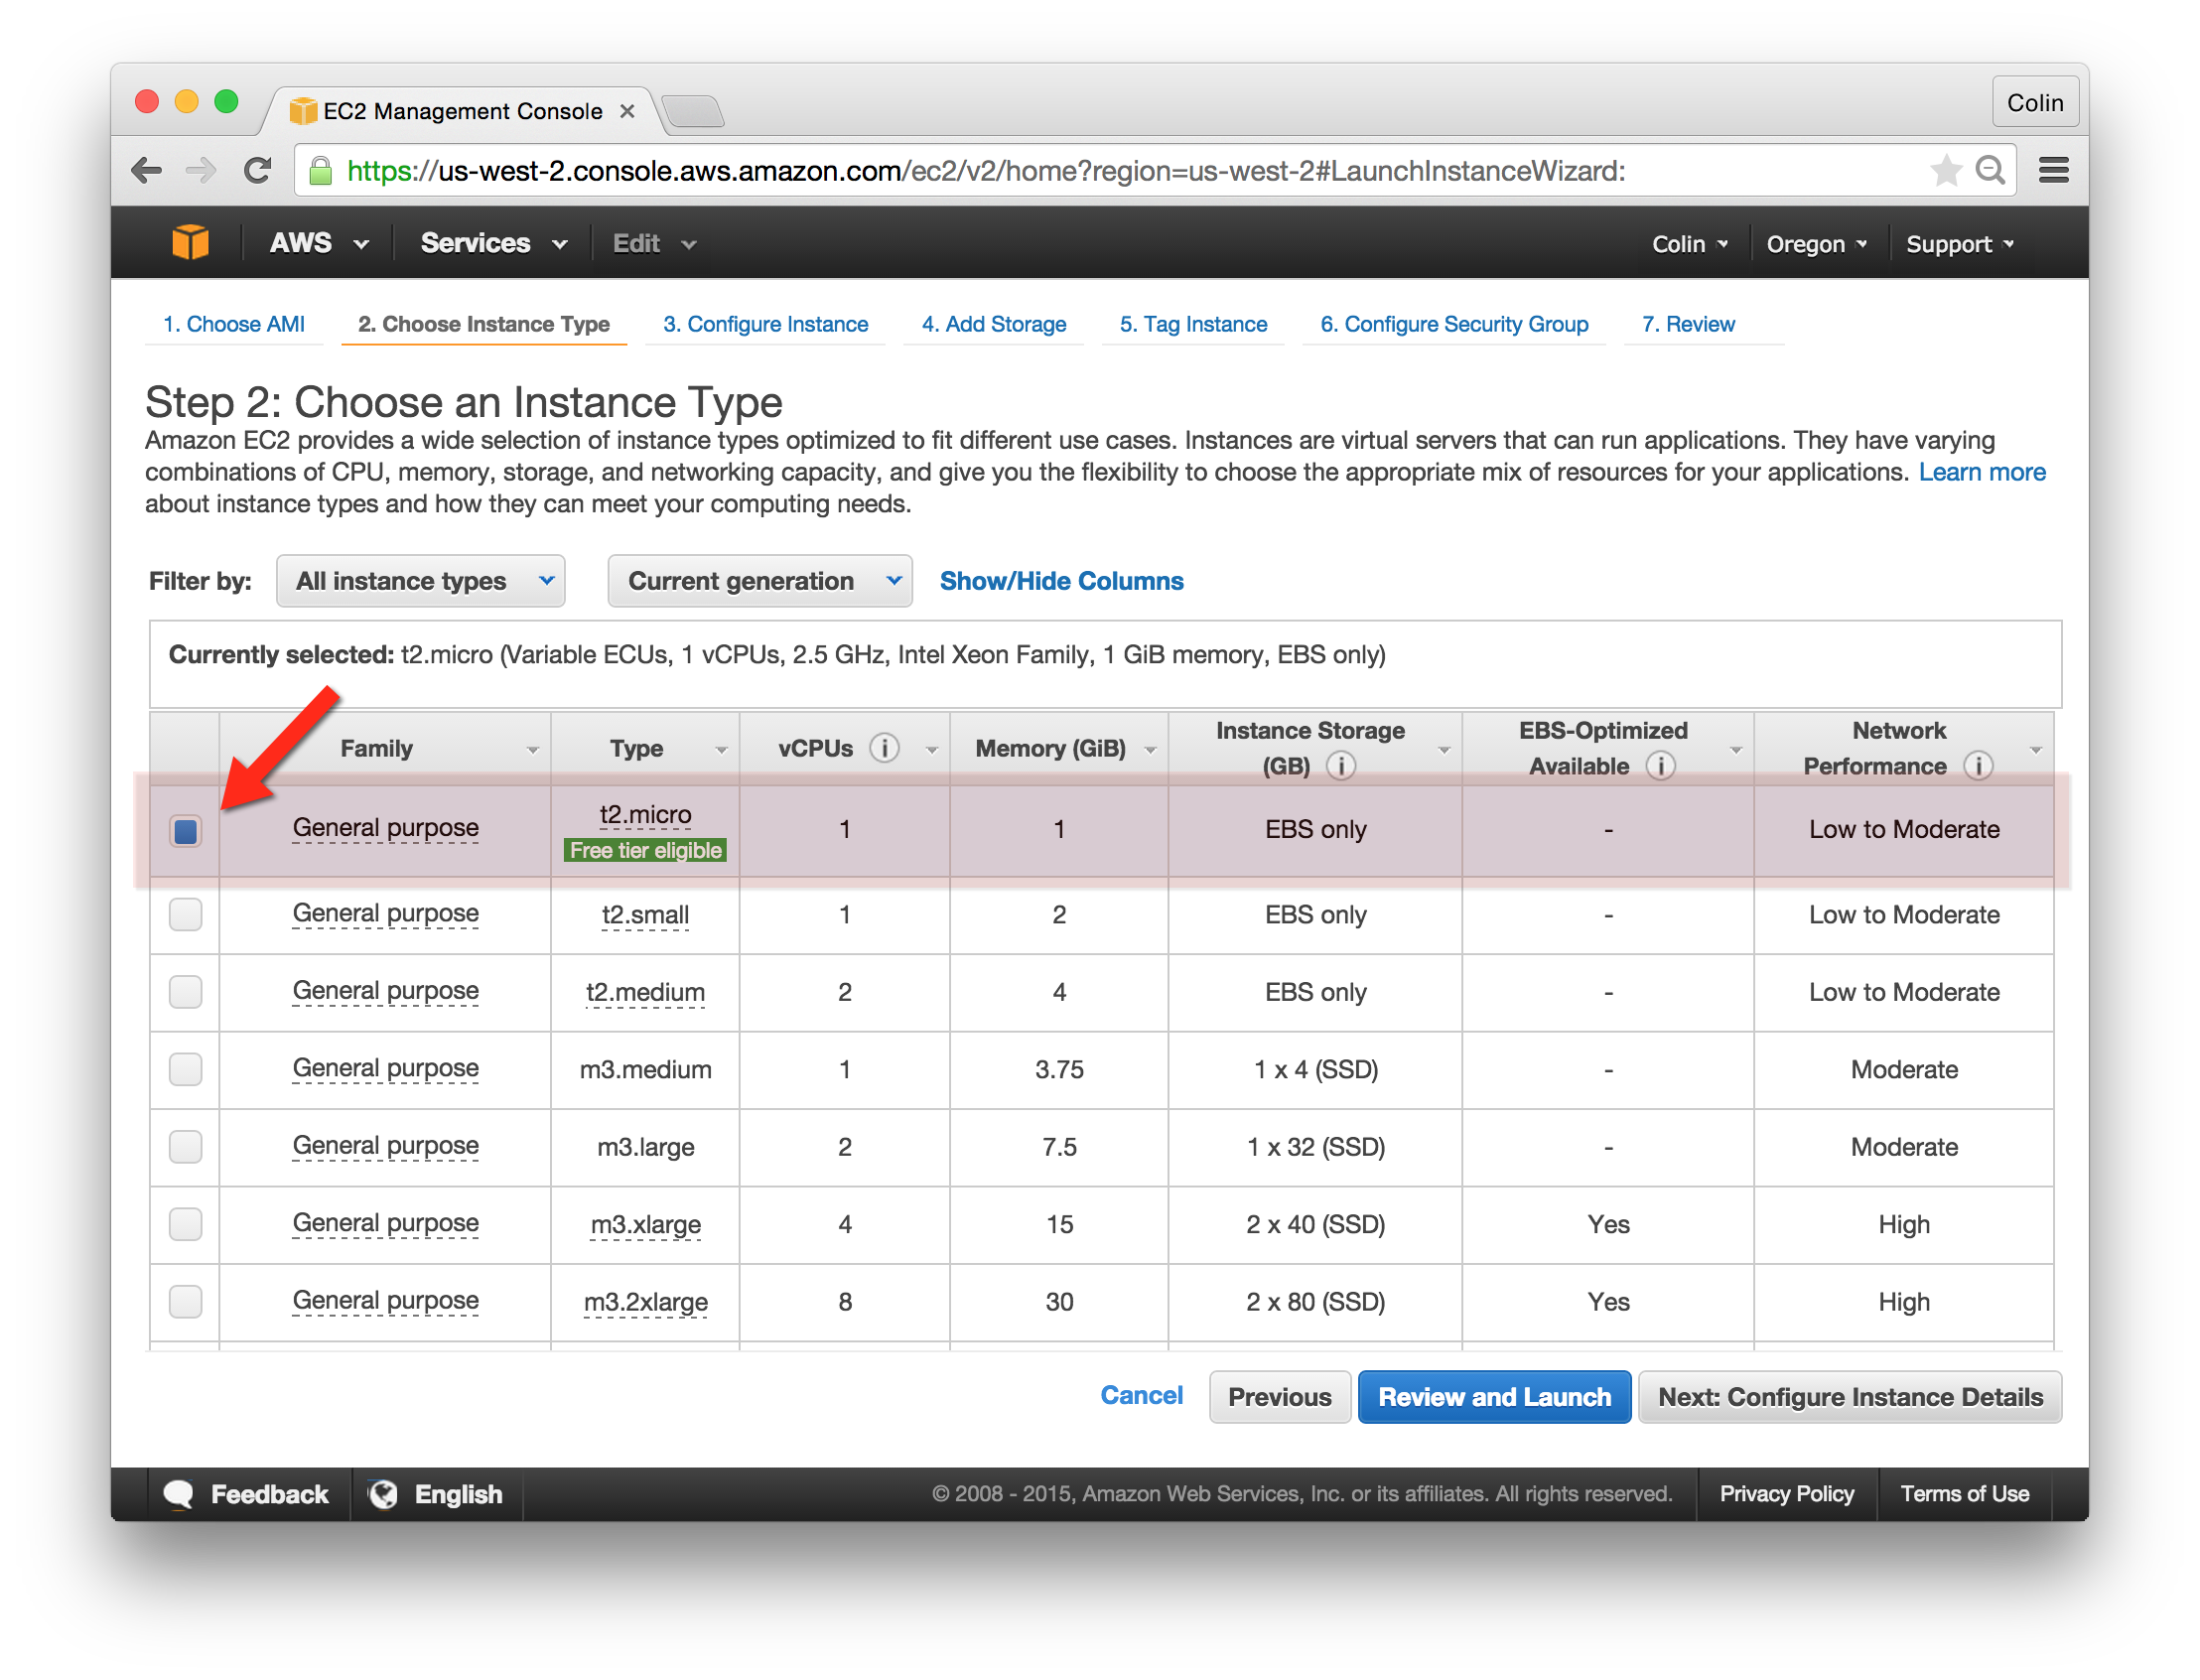 EC2 Management Console
Colin
https://us-west-2.console.aws.amazon.com/ec2/v2/home?region=us-west-2#LaunchInstanceWizard:
AWS Services Edit Colin Oregon Support
1. Choose AMI 2. Choose Instance Type 3. Configure Instance 4. Add Storage 5. Tag Instance 6. Configure Security Group 7. Review
Step 2: Choose an Instance Type
Amazon EC2 provides a wide selection of instance types optimized to fit different use cases. Instances are virtual servers that can run applications. They have varying
combinations of CPU, memory, storage, and networking capacity, and give you the flexibility to choose the appropriate mix of resources for your applications. Learn more
about instance types and how they can meet your computing needs.
Filter by: All instance types Current generation Show/Hide Columns
Currently selected: t2.micro (Variable ECUs, 1 vCPUs, 2.5 GHz, Intel Xeon Family, 1 GiB memory, EBS only)
Family Type vCPUs i Memory (GiB) Instance Storage (GB) i EBS-Optimized Available i Network Performance i
General purpose t2.micro Free tier eligible 1 1 EBS only - Low to Moderate
General purpose t2.small 1 2 EBS only - Low to Moderate
General purpose t2.medium 2 4 EBS only - Low to Moderate
General purpose m3.medium 1 3.75 1 x 4 (SSD) - Moderate
General purpose m3.large 2 7.5 1 x 32 (SSD) - Moderate
General purpose m3.xlarge 4 15 2 x 40 (SSD) Yes High
General purpose m3.2xlarge 8 30 2 x 80 (SSD) Yes High
Cancel Previous Review and Launch Next: Configure Instance Details
Feedback English © 2008 - 2015, Amazon Web Services, Inc. or its affiliates. All rights reserved. Privacy Policy Terms of Use